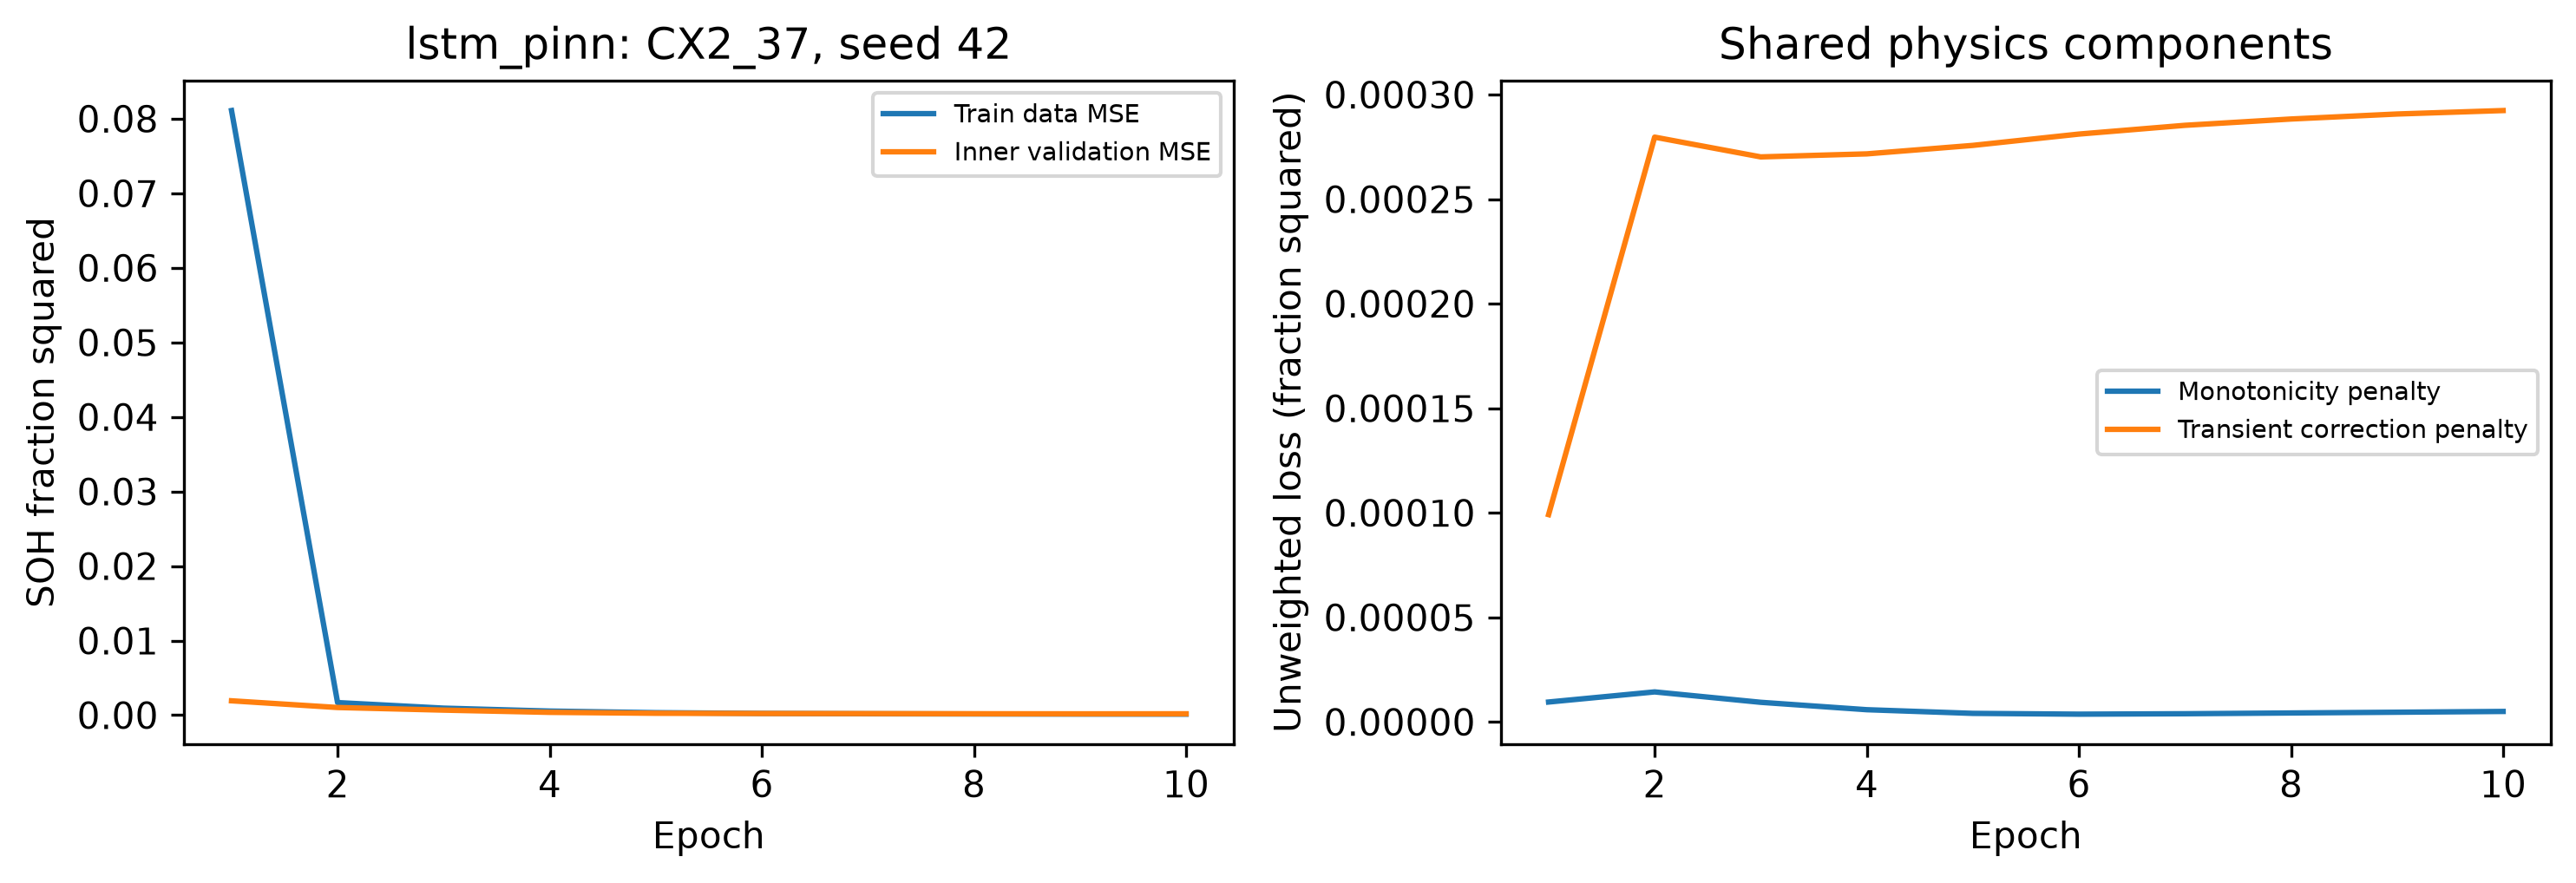 lstm_pinn: CX2_37, seed 42
SOH fraction squared
0.08
0.07
0.06
0.05
0.04
0.03
0.02
0.01
0.00
Train data MSE
Inner validation MSE
2 4 6 8 10
Epoch
Shared physics components
Unweighted loss (fraction squared)
0.00030
0.00025
0.00020
0.00015
0.00010
0.00005
0.00000
Monotonicity penalty
Transient correction penalty
2 4 6 8 10
Epoch